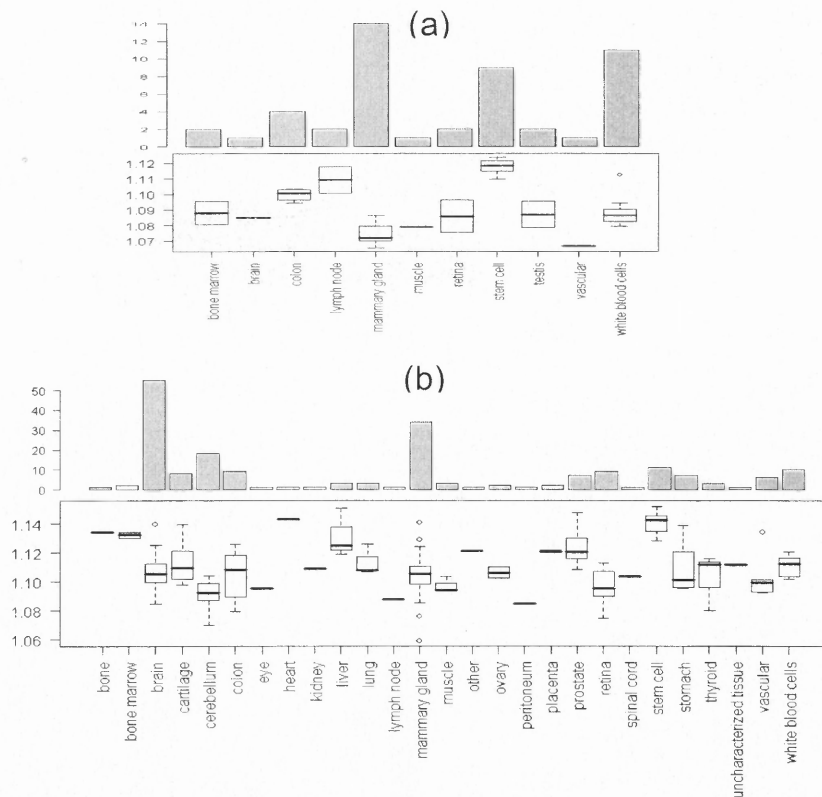 (a)
14
12
10
8
6
4
2
0
1.12
1.11
1.10
1.09
1.08
1.07
bone marrow
brain
colon
lymph node
mammary gland
muscle
retina
stem cell
testis
vascular
white blood cells
(b)
50
40
30
20
10
0
1.14
1.12
1.10
1.08
1.06
bone
bone marrow
brain
cartilage
cerebellum
colon
eye
heart
kidney
liver
lung
lymph node
mammary gland
muscle
other
ovary
peritoneum
placenta
prostate
retina
spinal cord
stem cell
stomach
thyroid
uncharacterized tissue
vascular
white blood cells